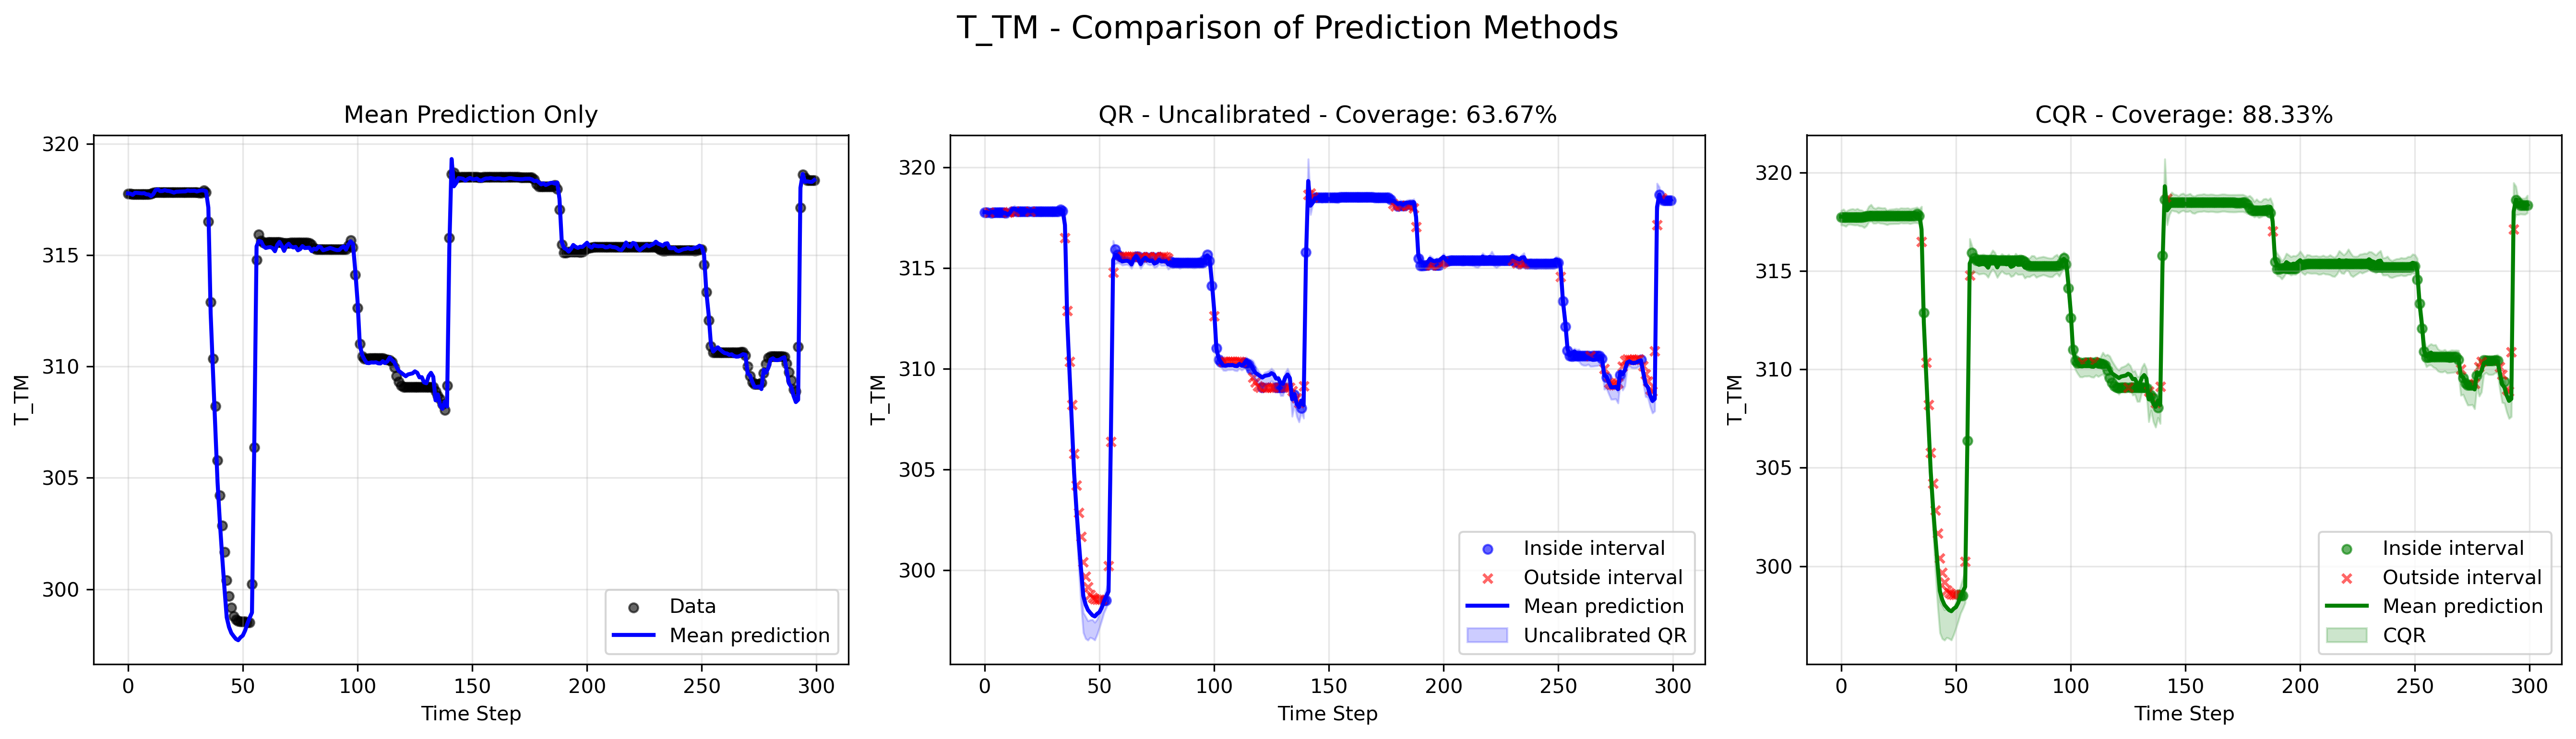 T_TM - Comparison of Prediction Methods
Mean Prediction Only
320
315
310
305
300
T_TM
0 50 100 150 200 250 300
Time Step
Data
Mean prediction
QR - Uncalibrated - Coverage: 63.67%
320
315
310
305
300
T_TM
0 50 100 150 200 250 300
Time Step
Inside interval
Outside interval
Mean prediction
Uncalibrated QR
CQR - Coverage: 88.33%
320
315
310
305
300
T_TM
0 50 100 150 200 250 300
Time Step
Inside interval
Outside interval
Mean prediction
CQR